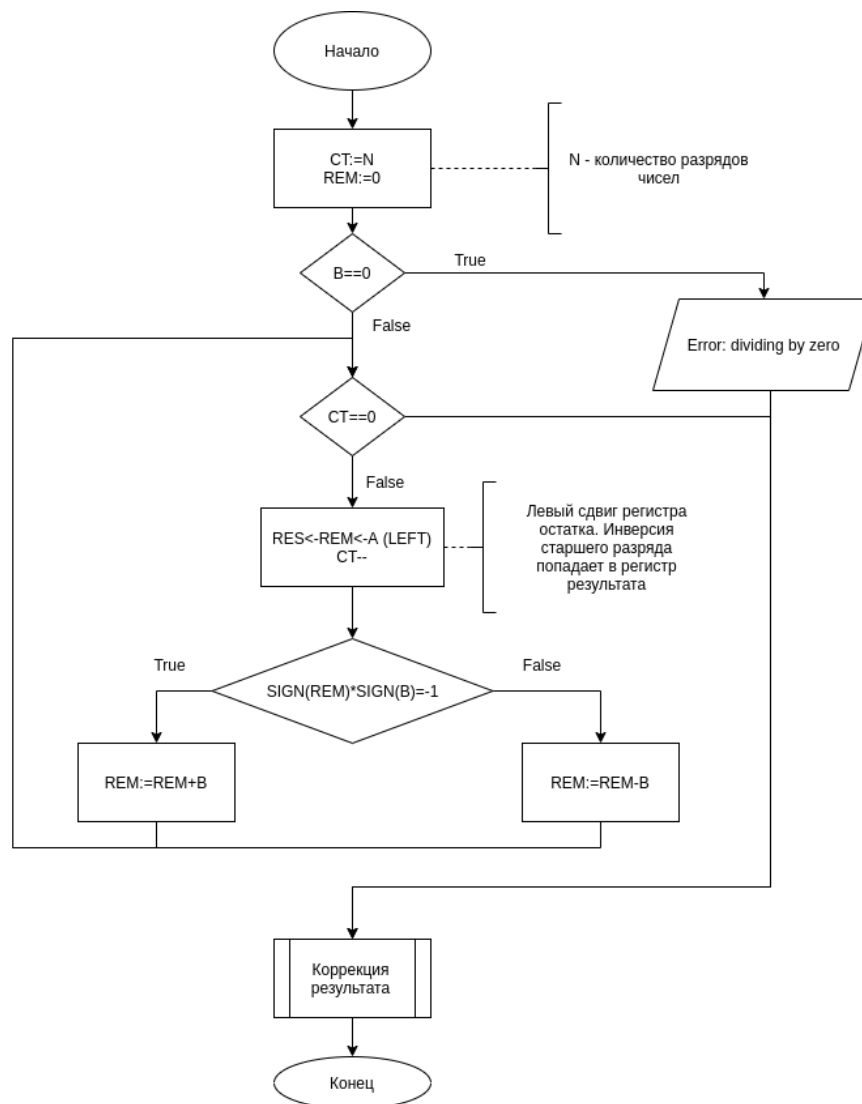 Начало
CT:=N
REM:=0
N - количество разрядов
чисел
B==0
True
False
Error: dividing by zero
CT==0
False
RES<-REM<-A (LEFT)
CT--
Левый сдвиг регистра
остатка. Инверсия
старшего разряда
попадает в регистр
результата
True
False
SIGN(REM)*SIGN(B)=-1
REM:=REM+B
REM:=REM-B
Коррекция
результата
Конец